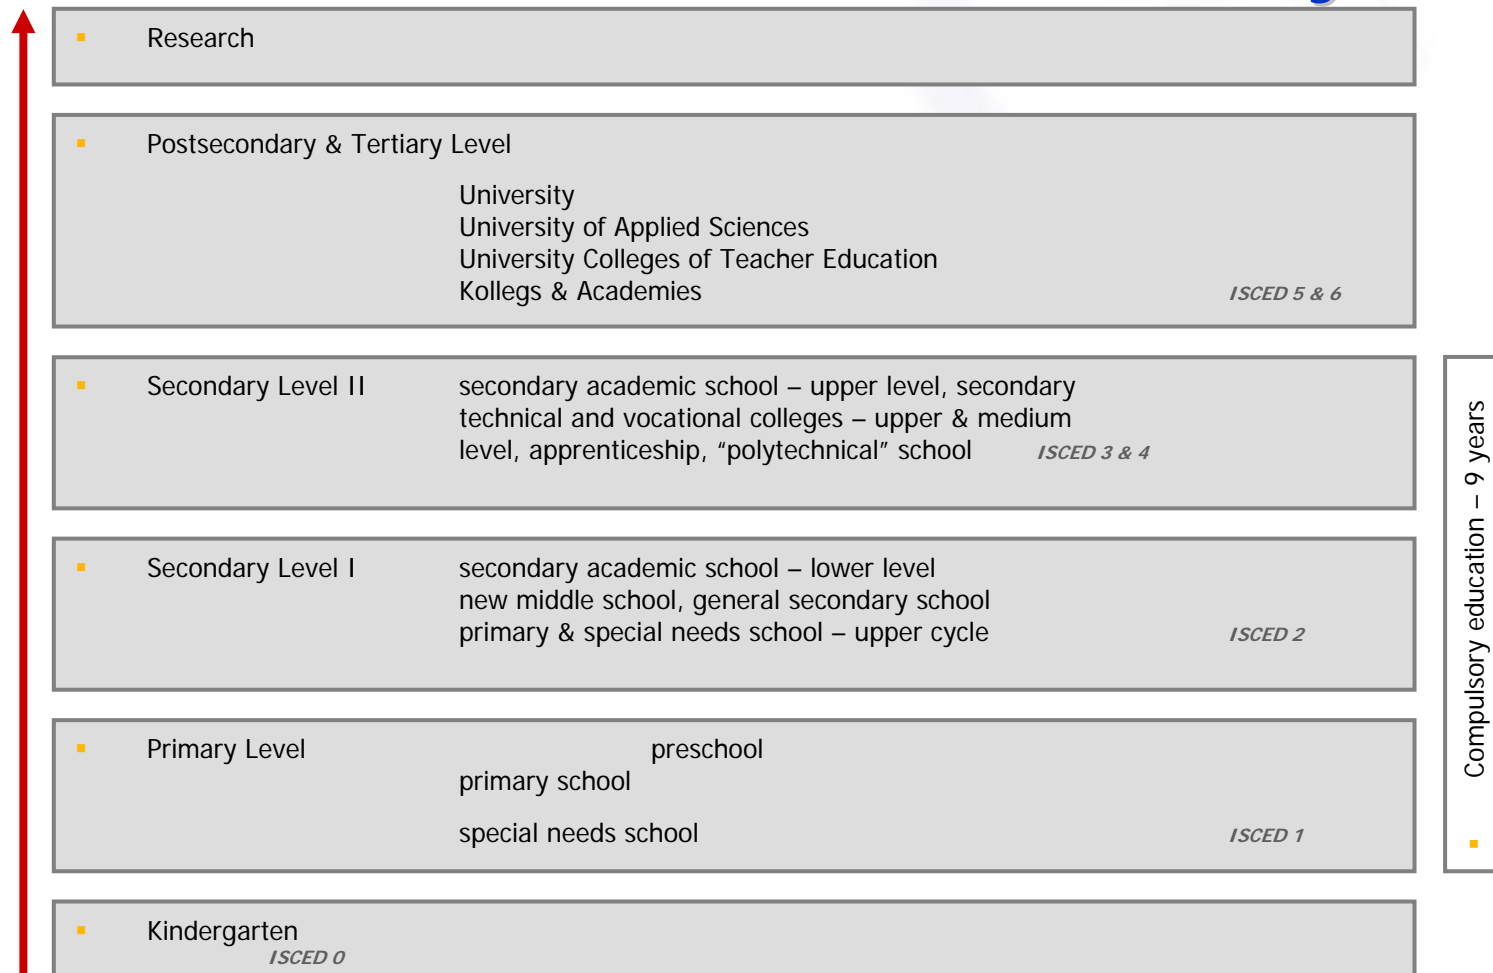 Research
Postsecondary & Tertiary Level
University
University of Applied Sciences
University Colleges of Teacher Education
Kollegs & Academies ISCED 5 & 6
Secondary Level II secondary academic school – upper level, secondary
technical and vocational colleges – upper & medium
level, apprenticeship, “polytechnical” school ISCED 3 & 4
Secondary Level I secondary academic school – lower level
new middle school, general secondary school
primary & special needs school – upper cycle ISCED 2
Primary Level preschool
primary school
special needs school ISCED 1
Kindergarten
ISCED 0
Compulsory education – 9 years